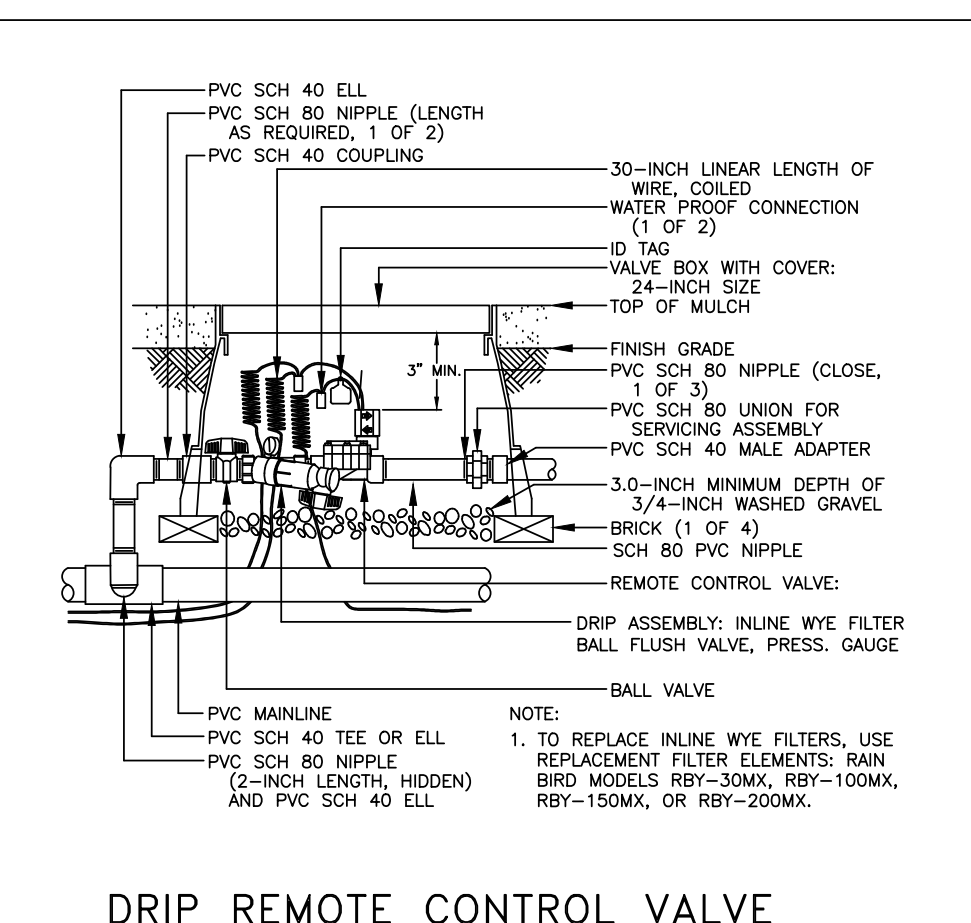 PVC SCH 40 ELL
PVC SCH 80 NIPPLE (LENGTH
AS REQUIRED, 1 OF 2)
PVC SCH 40 COUPLING
30-INCH LINEAR LENGTH OF
WIRE, COILED
WATER PROOF CONNECTION
(1 OF 2)
ID TAG
VALVE BOX WITH COVER:
24-INCH SIZE
TOP OF MULCH
FINISH GRADE
3" MIN.
PVC SCH 80 NIPPLE (CLOSE,
1 OF 3)
PVC SCH 80 UNION FOR
SERVICING ASSEMBLY
PVC SCH 40 MALE ADAPTER
3.0-INCH MINIMUM DEPTH OF
3/4-INCH WASHED GRAVEL
BRICK (1 OF 4)
SCH 80 PVC NIPPLE
REMOTE CONTROL VALVE:
DRIP ASSEMBLY: INLINE WYE FILTER
BALL FLUSH VALVE, PRESS. GAUGE
BALL VALVE
PVC MAINLINE
PVC SCH 40 TEE OR ELL
PVC SCH 80 NIPPLE
(2-INCH LENGTH, HIDDEN)
AND PVC SCH 40 ELL
NOTE:
1. TO REPLACE INLINE WYE FILTERS, USE
REPLACEMENT FILTER ELEMENTS: RAIN
BIRD MODELS RBY-30MX, RBY-100MX,
RBY-150MX, OR RBY-200MX.
DRIP REMOTE CONTROL VALVE